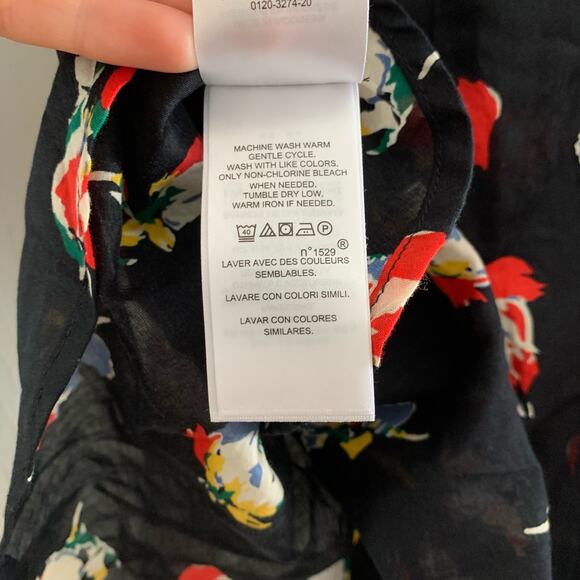 0120-3274-20
MACHINE WASH WARM
GENTLE CYCLE.
WASH WITH LIKE COLORS.
ONLY NON-CHLORINE BLEACH
WHEN NEEDED.
TUMBLE DRY LOW.
WARM IRON IF NEEDED.
40 P
n°1529®
LAVER AVEC DES COULEURS
SEMBLABLES.
LAVARE CON COLORI SIMILI.
LAVAR CON COLORES
SIMILARES.